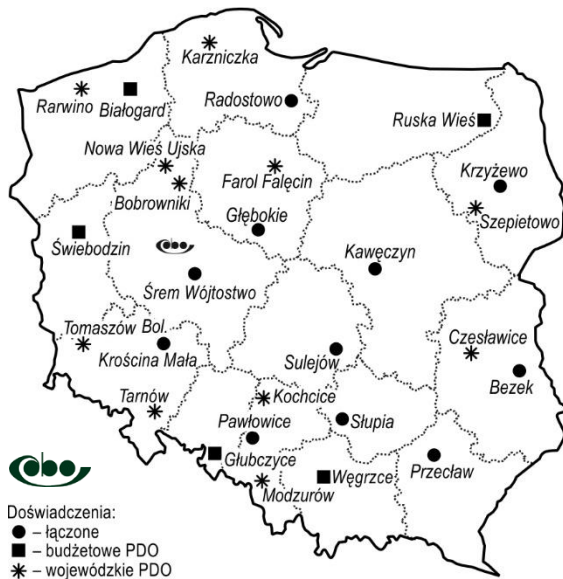 Karzniczka
Rarwino
Białogard
Radostowo
Ruska Wieś
Nowa Wieś Ujska
Farol Falęcin
Krzyżewo
Bobrowniki
Szepietowo
Głębokie
Świebodzin
coboru
Kawęczyn
Śrem Wójtostwo
Tomaszów Bol.
Czesławice
Krościna Mała
Sulejów
Bezek
Tarnów
Kochcice
Pawłowice
Słupia
Głubczyce
Węgrzce
Przecław
Modzurów
Doświadczenia:
– łączone
– budżetowe PDO
– wojewódzkie PDO